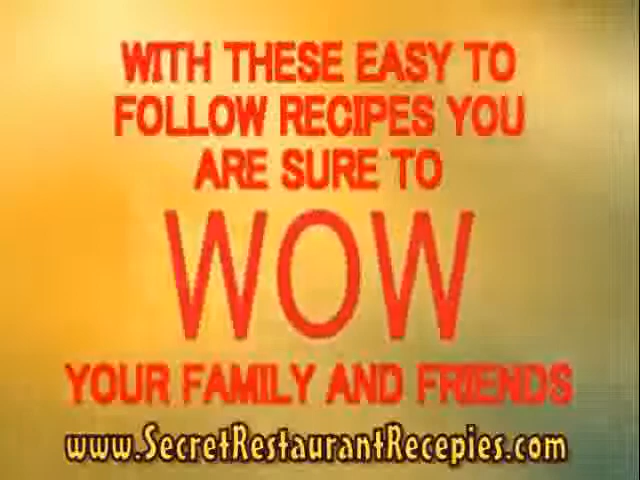 WITH THESE EASY TO
FOLLOW RECIPES YOU
ARE SURE TO
WOW
YOUR FAMILY AND FRIENDS
www.SecretRestaurantRecepies.com